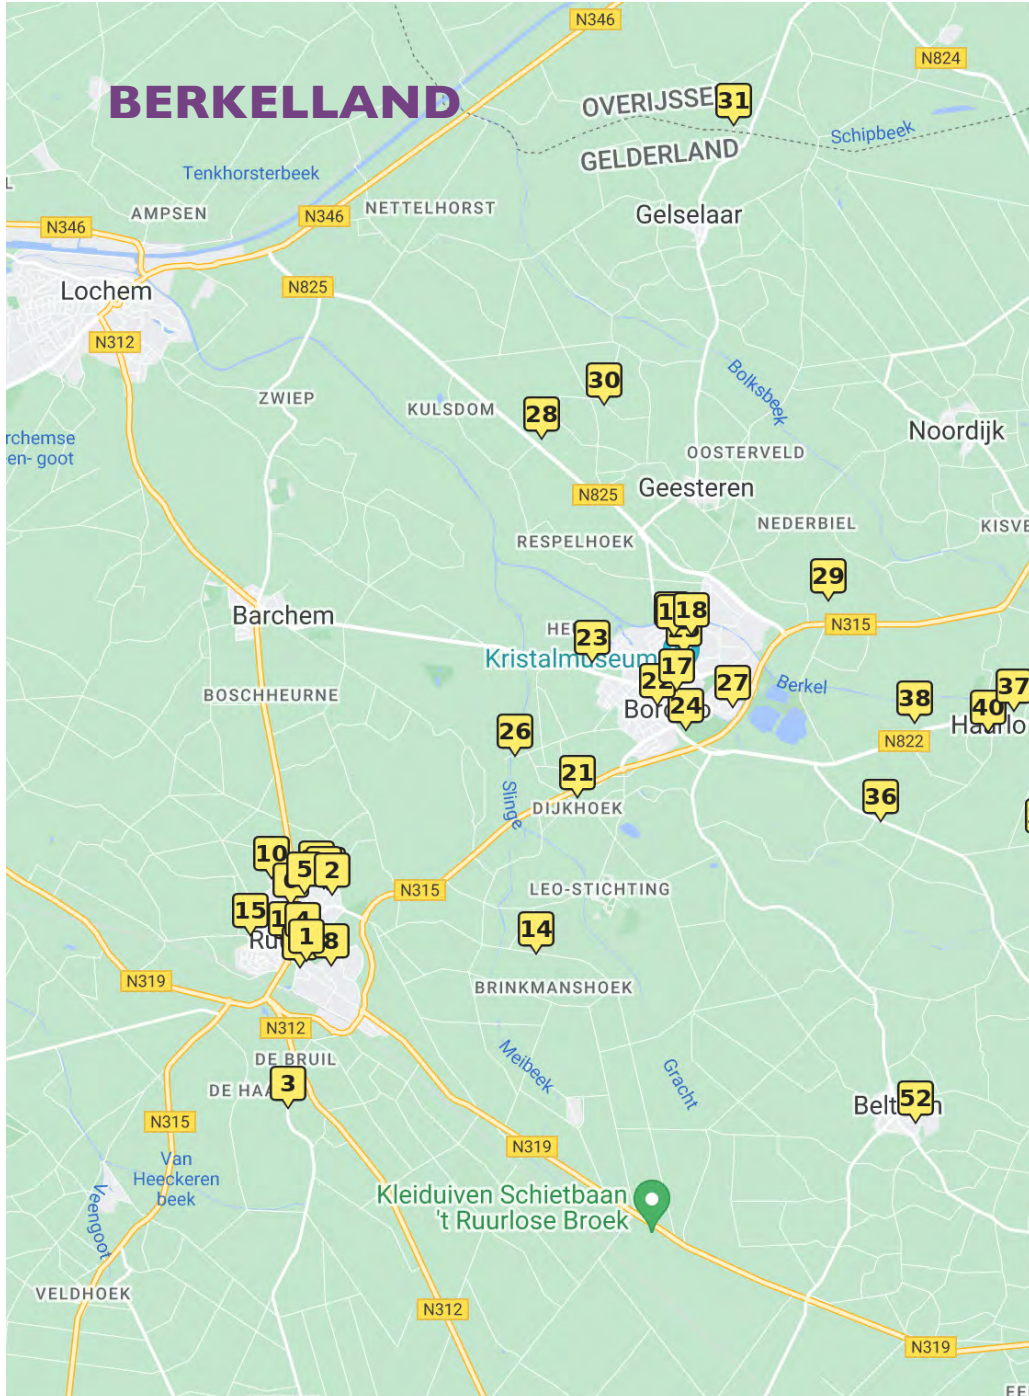 N346
N824
BERKELLAND
31
Schipbeek
GELDERLAND
Tenkhorsterbeek
AMPSEN
NETTELHORST
N346
N346
Gelselaar
Lochem
N825
N312
Bolksbeek
30
ZWIEP
KULSDOM
28
Noordijk
OOSTERVELD
Geesteren
N825
NEDERBIEL
RESPELHOEK
29
Barchem
18
N315
23
Kristalmuseum
17
22
27
Berkel
BOSCHHEURNE
38
37
24
40
Haarlo
26
N822
21
Slinge
DIJKHOEK
36
10
5
2
N315
LEO-STICHTING
15
4
14
1
8
N319
BRINKMANSHOEK
N312
Meibeek
DE BRUIL
Gracht
3
52
N315
N319
Van
Heeckeren
beek
Kleiduiven Schietbaan
't Ruurlose Broek
Veengoot
VELDHOEK
N312
N319